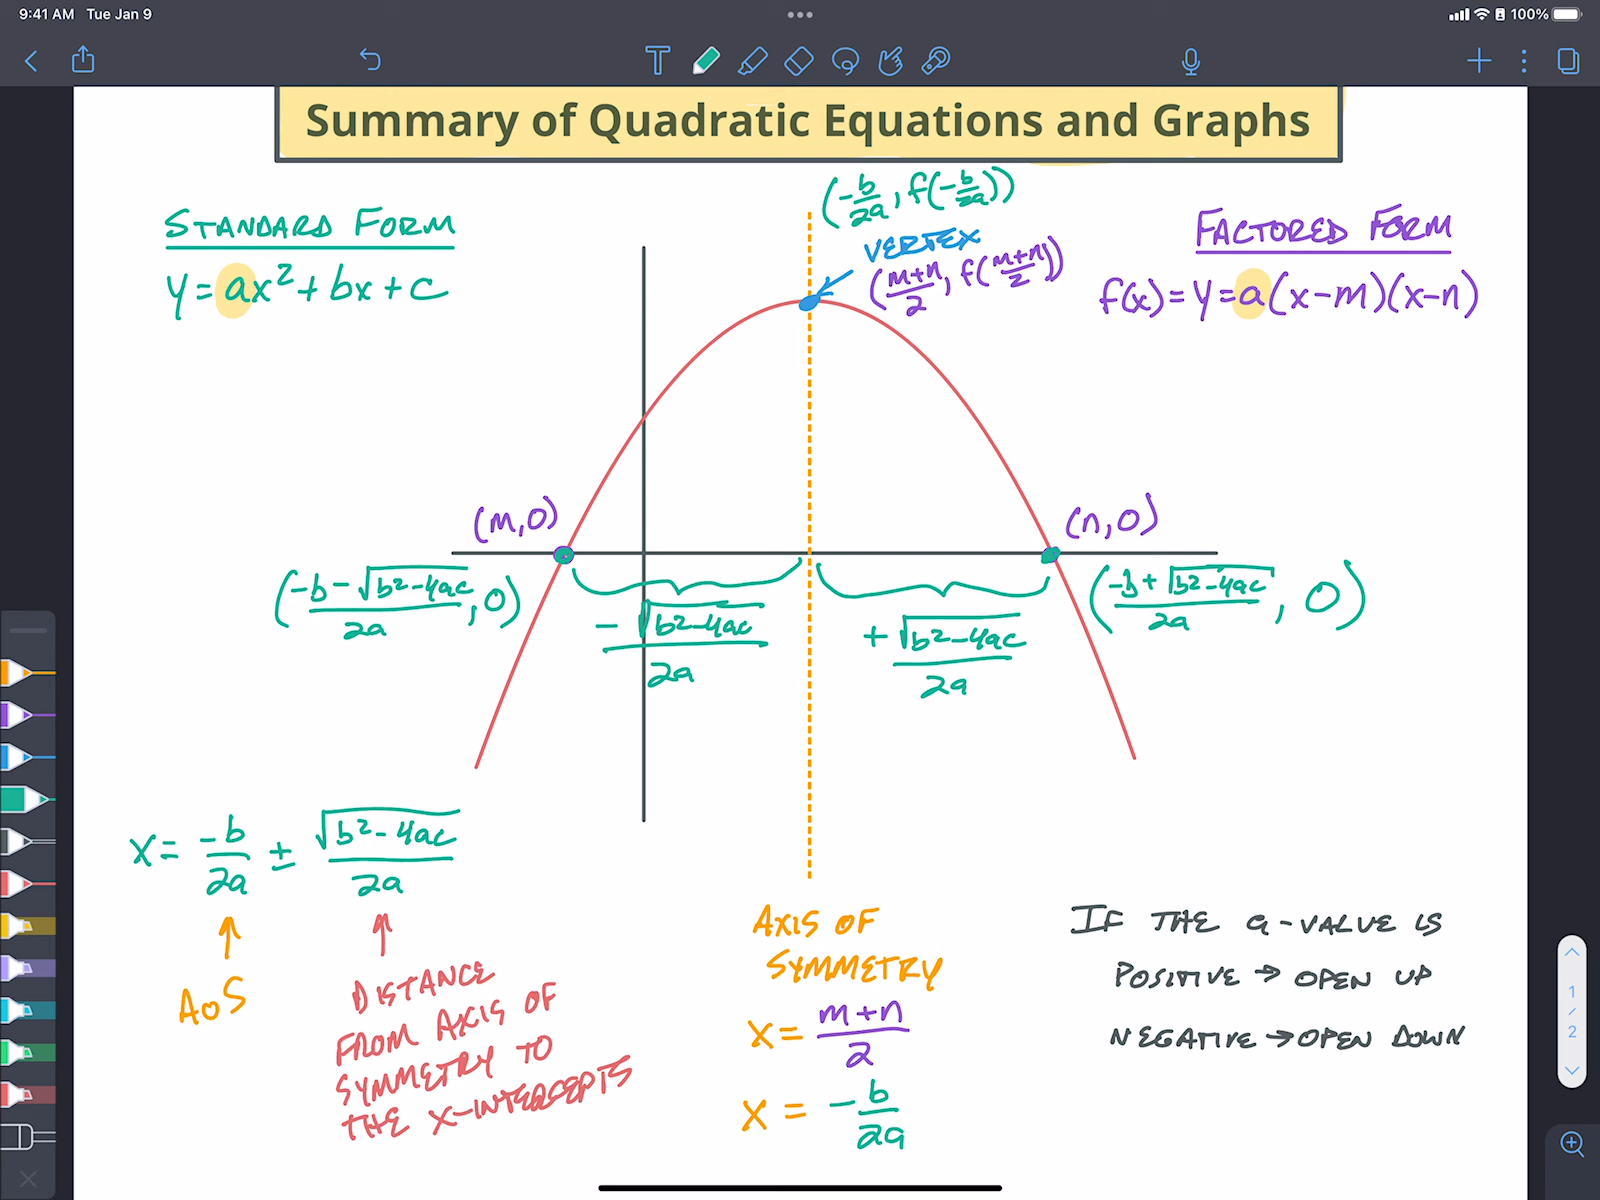 9:41 AM Tue Jan 9
100%
Summary of Quadratic Equations and Graphs
STANDARD FORM
y = ax² + bx + c
(-b/2a, f(-b/2a))
VERTEX
(m+n/2, f(m+n/2))
FACTORED FORM
f(x) = y = a(x-m)(x-n)
(m,0)
(n,0)
(-b - √b²-4ac/2a, 0)
- √b²-4ac/2a
+ √b²-4ac/2a
(-b + √b²-4ac/2a, 0)
x = -b/2a ± √b²-4ac/2a
AOS
DISTANCE
FROM AXIS OF
SYMMETRY TO
THE X-INTERCEPTS
AXIS OF
SYMMETRY
x = m+n/2
x = -b/2a
IF THE a-VALUE IS
POSITIVE → OPEN UP
NEGATIVE → OPEN DOWN
1
/
2